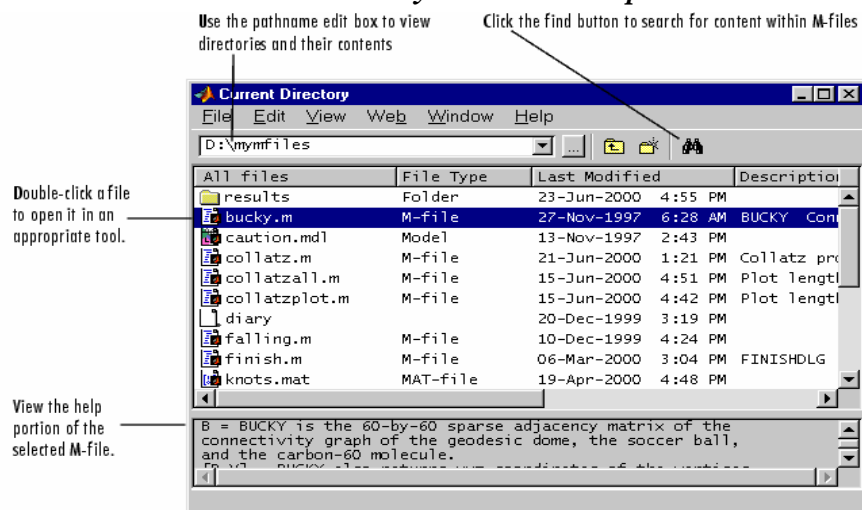 Use the pathname edit box to view
directories and their contents
Click the find button to search for content within M-files
Current Directory
File Edit View Web Window Help
D:\mymfiles ...
All files File Type Last Modified Description
results Folder 23-Jun-2000 4:55 PM
Double-click a file
to open it in an
appropriate tool.
bucky.m M-file 27-Nov-1997 6:28 AM BUCKY Con
caution.mdl Model 13-Nov-1997 2:43 PM
collatz.m M-file 21-Jun-2000 1:21 PM Collatz pro
collatzall.m M-file 15-Jun-2000 4:51 PM Plot lengt
collatzplot.m M-file 15-Jun-2000 4:42 PM Plot lengt
diary 20-Dec-1999 3:19 PM
falling.m M-file 10-Dec-1999 4:24 PM
finish.m M-file 06-Mar-2000 3:04 PM FINISHDLG
knots.mat MAT-file 19-Apr-2000 4:48 PM
View the help
portion of the
selected M-file.
B = BUCKY is the 60-by-60 sparse adjacency matrix of the
connectivity graph of the geodesic dome, the soccer ball,
and the carbon-60 molecule.